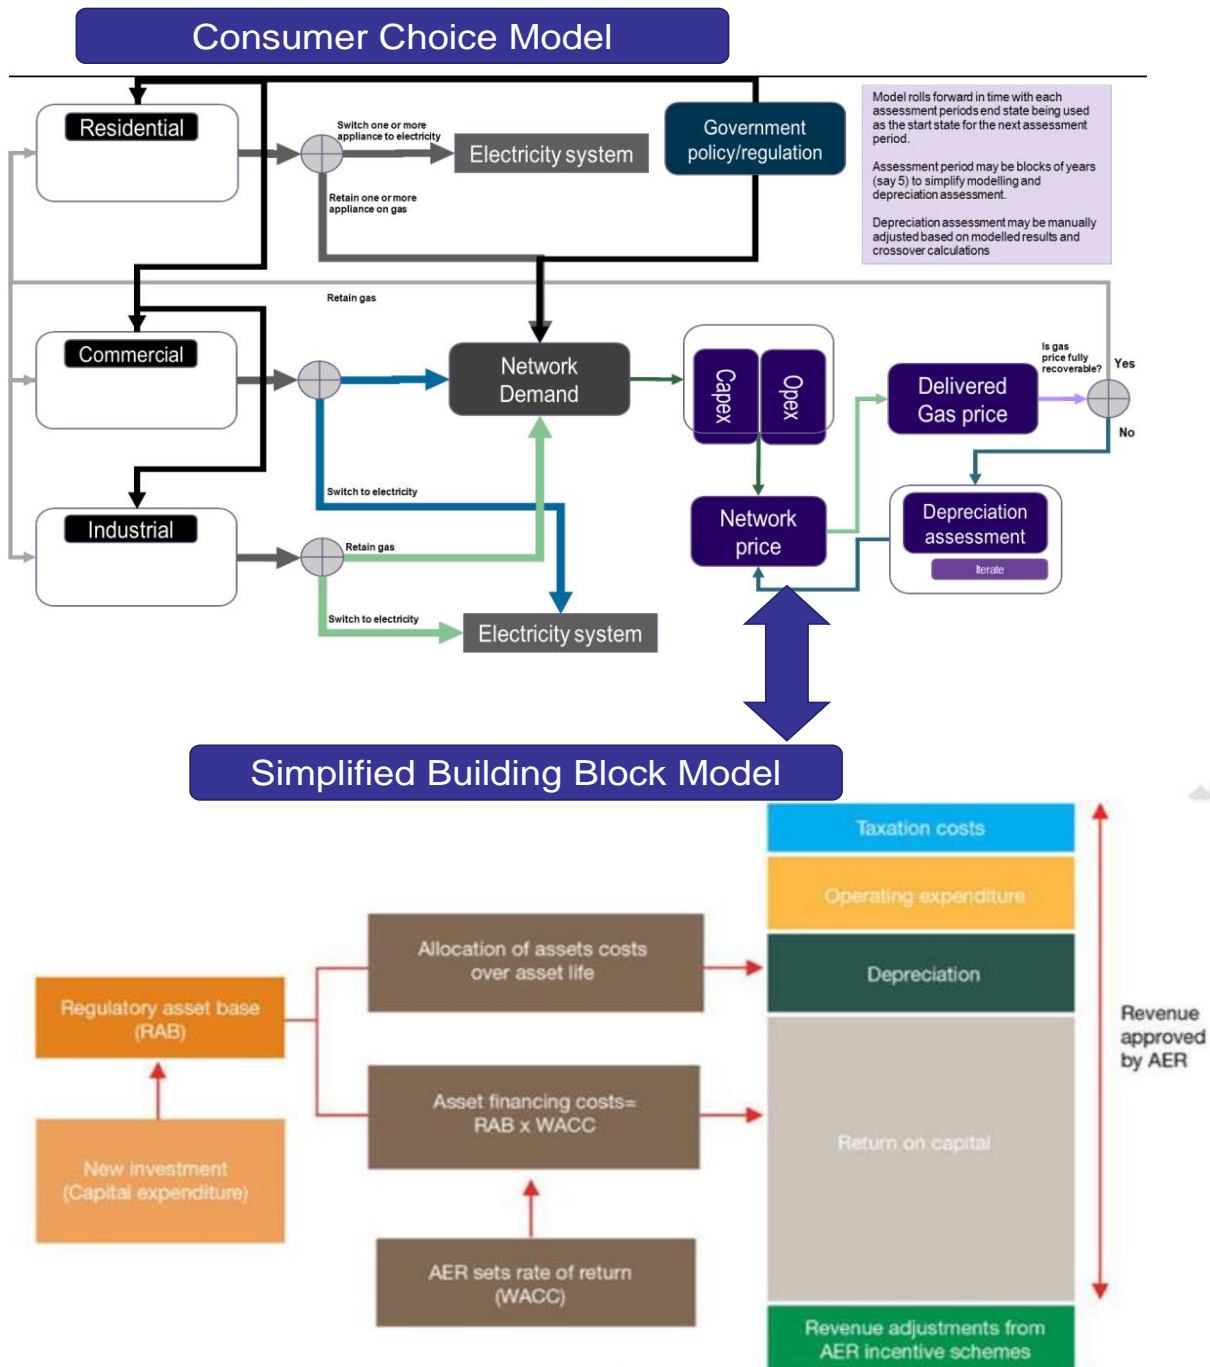 Consumer Choice Model
Residential
Switch one or more
appliance to electricity
Electricity system
Retain one or more
appliance on gas
Government
policy/regulation
Model rolls forward in time with each
assessment periods end state being used
as the start state for the next assessment
period.
Assessment period may be blocks of years
(say 5) to simplify modelling and
depreciation assessment.
Depreciation assessment may be manually
adjusted based on modelled results and
crossover calculations
Retain gas
Commercial
Network
Demand
Capex
Opex
Delivered
Gas price
Is gas
price fully
recoverable?
Yes
No
Switch to electricity
Industrial
Retain gas
Switch to electricity
Electricity system
Network
price
Depreciation
assessment
Iterate
Simplified Building Block Model
Taxation costs
Operating expenditure
Allocation of assets costs
over asset life
Depreciation
Regulatory asset base
(RAB)
Revenue
approved
by AER
Asset financing costs=
RAB x WACC
Return on capital
New investment
(Capital expenditure)
AER sets rate of return
(WACC)
Revenue adjustments from
AER incentive schemes